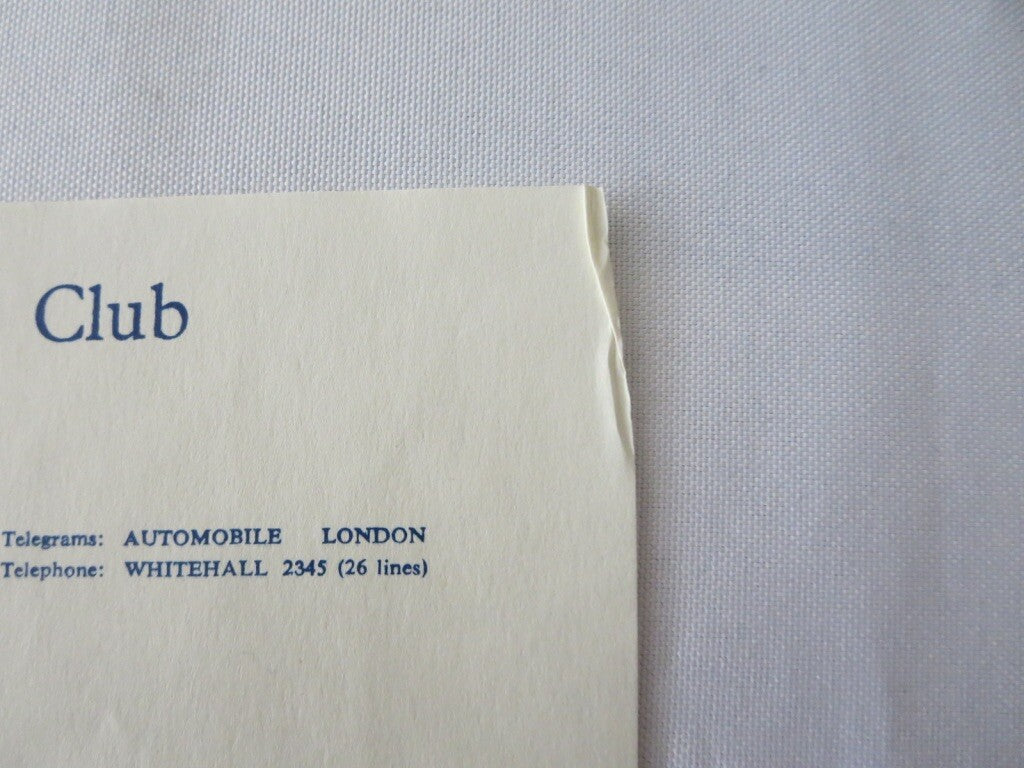 Club
Telegrams: AUTOMOBILE LONDON
Telephone: WHITEHALL 2345 (26 lines)